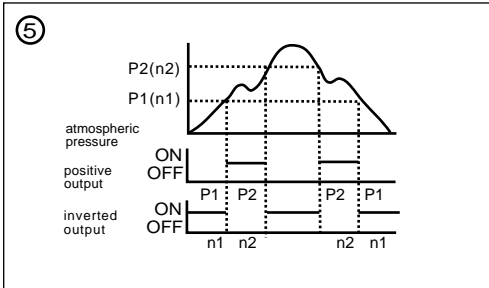 5
P2(n2)
P1(n1)
atmospheric
pressure
ON
OFF
positive
output
P1 P2 P2 P1
ON
OFF
inverted
output
n1 n2 n2 n1